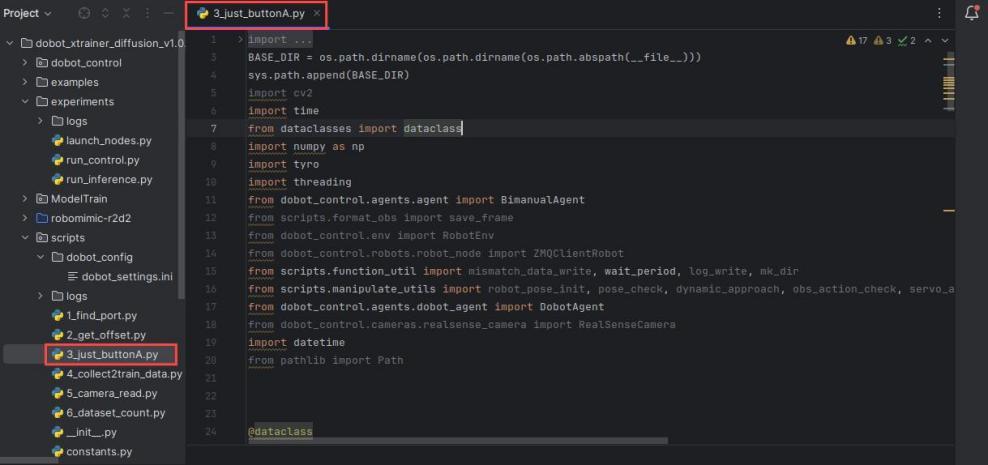 Project
dobot_xtrainer_diffusion_v1.0.
dobot_control
examples
experiments
logs
launch_nodes.py
run_control.py
run_inference.py
ModelTrain
robomimic-r2d2
scripts
dobot_config
dobot_settings.ini
logs
1_find_port.py
2_get_offset.py
3_just_buttonA.py
4_collect2train_data.py
5_camera_read.py
6_dataset_count.py
__init__.py
constants.py
3_just_buttonA.py
17 3 2
1 import ...
3 BASE_DIR = os.path.dirname(os.path.dirname(os.path.abspath(__file__)))
4 sys.path.append(BASE_DIR)
5 import cv2
6 import time
7 from dataclasses import dataclass
8 import numpy as np
9 import tyro
10 import threading
11 from dobot_control.agents.agent import BimanualAgent
12 from scripts.format_obs import save_frame
13 from dobot_control.env import RobotEnv
14 from dobot_control.robots.robot_node import ZMQClientRobot
15 from scripts.function_util import mismatch_data_write, wait_period, log_write, mk_dir
16 from scripts.manipulate_utils import robot_pose_init, pose_check, dynamic_approach, obs_action_check, servo_a
17 from dobot_control.agents.dobot_agent import DobotAgent
18 from dobot_control.cameras.realsense_camera import RealSenseCamera
19 import datetime
20 from pathlib import Path
21
22
23
24 @dataclass